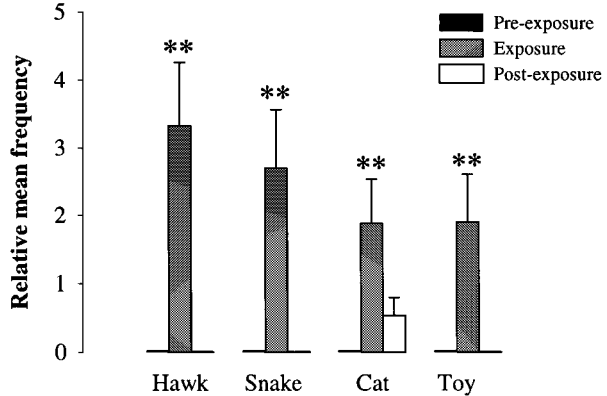 Relative mean frequency
5
4
3
2
1
0
Pre-exposure
Exposure
Post-exposure
**
**
**
**
Hawk Snake Cat Toy